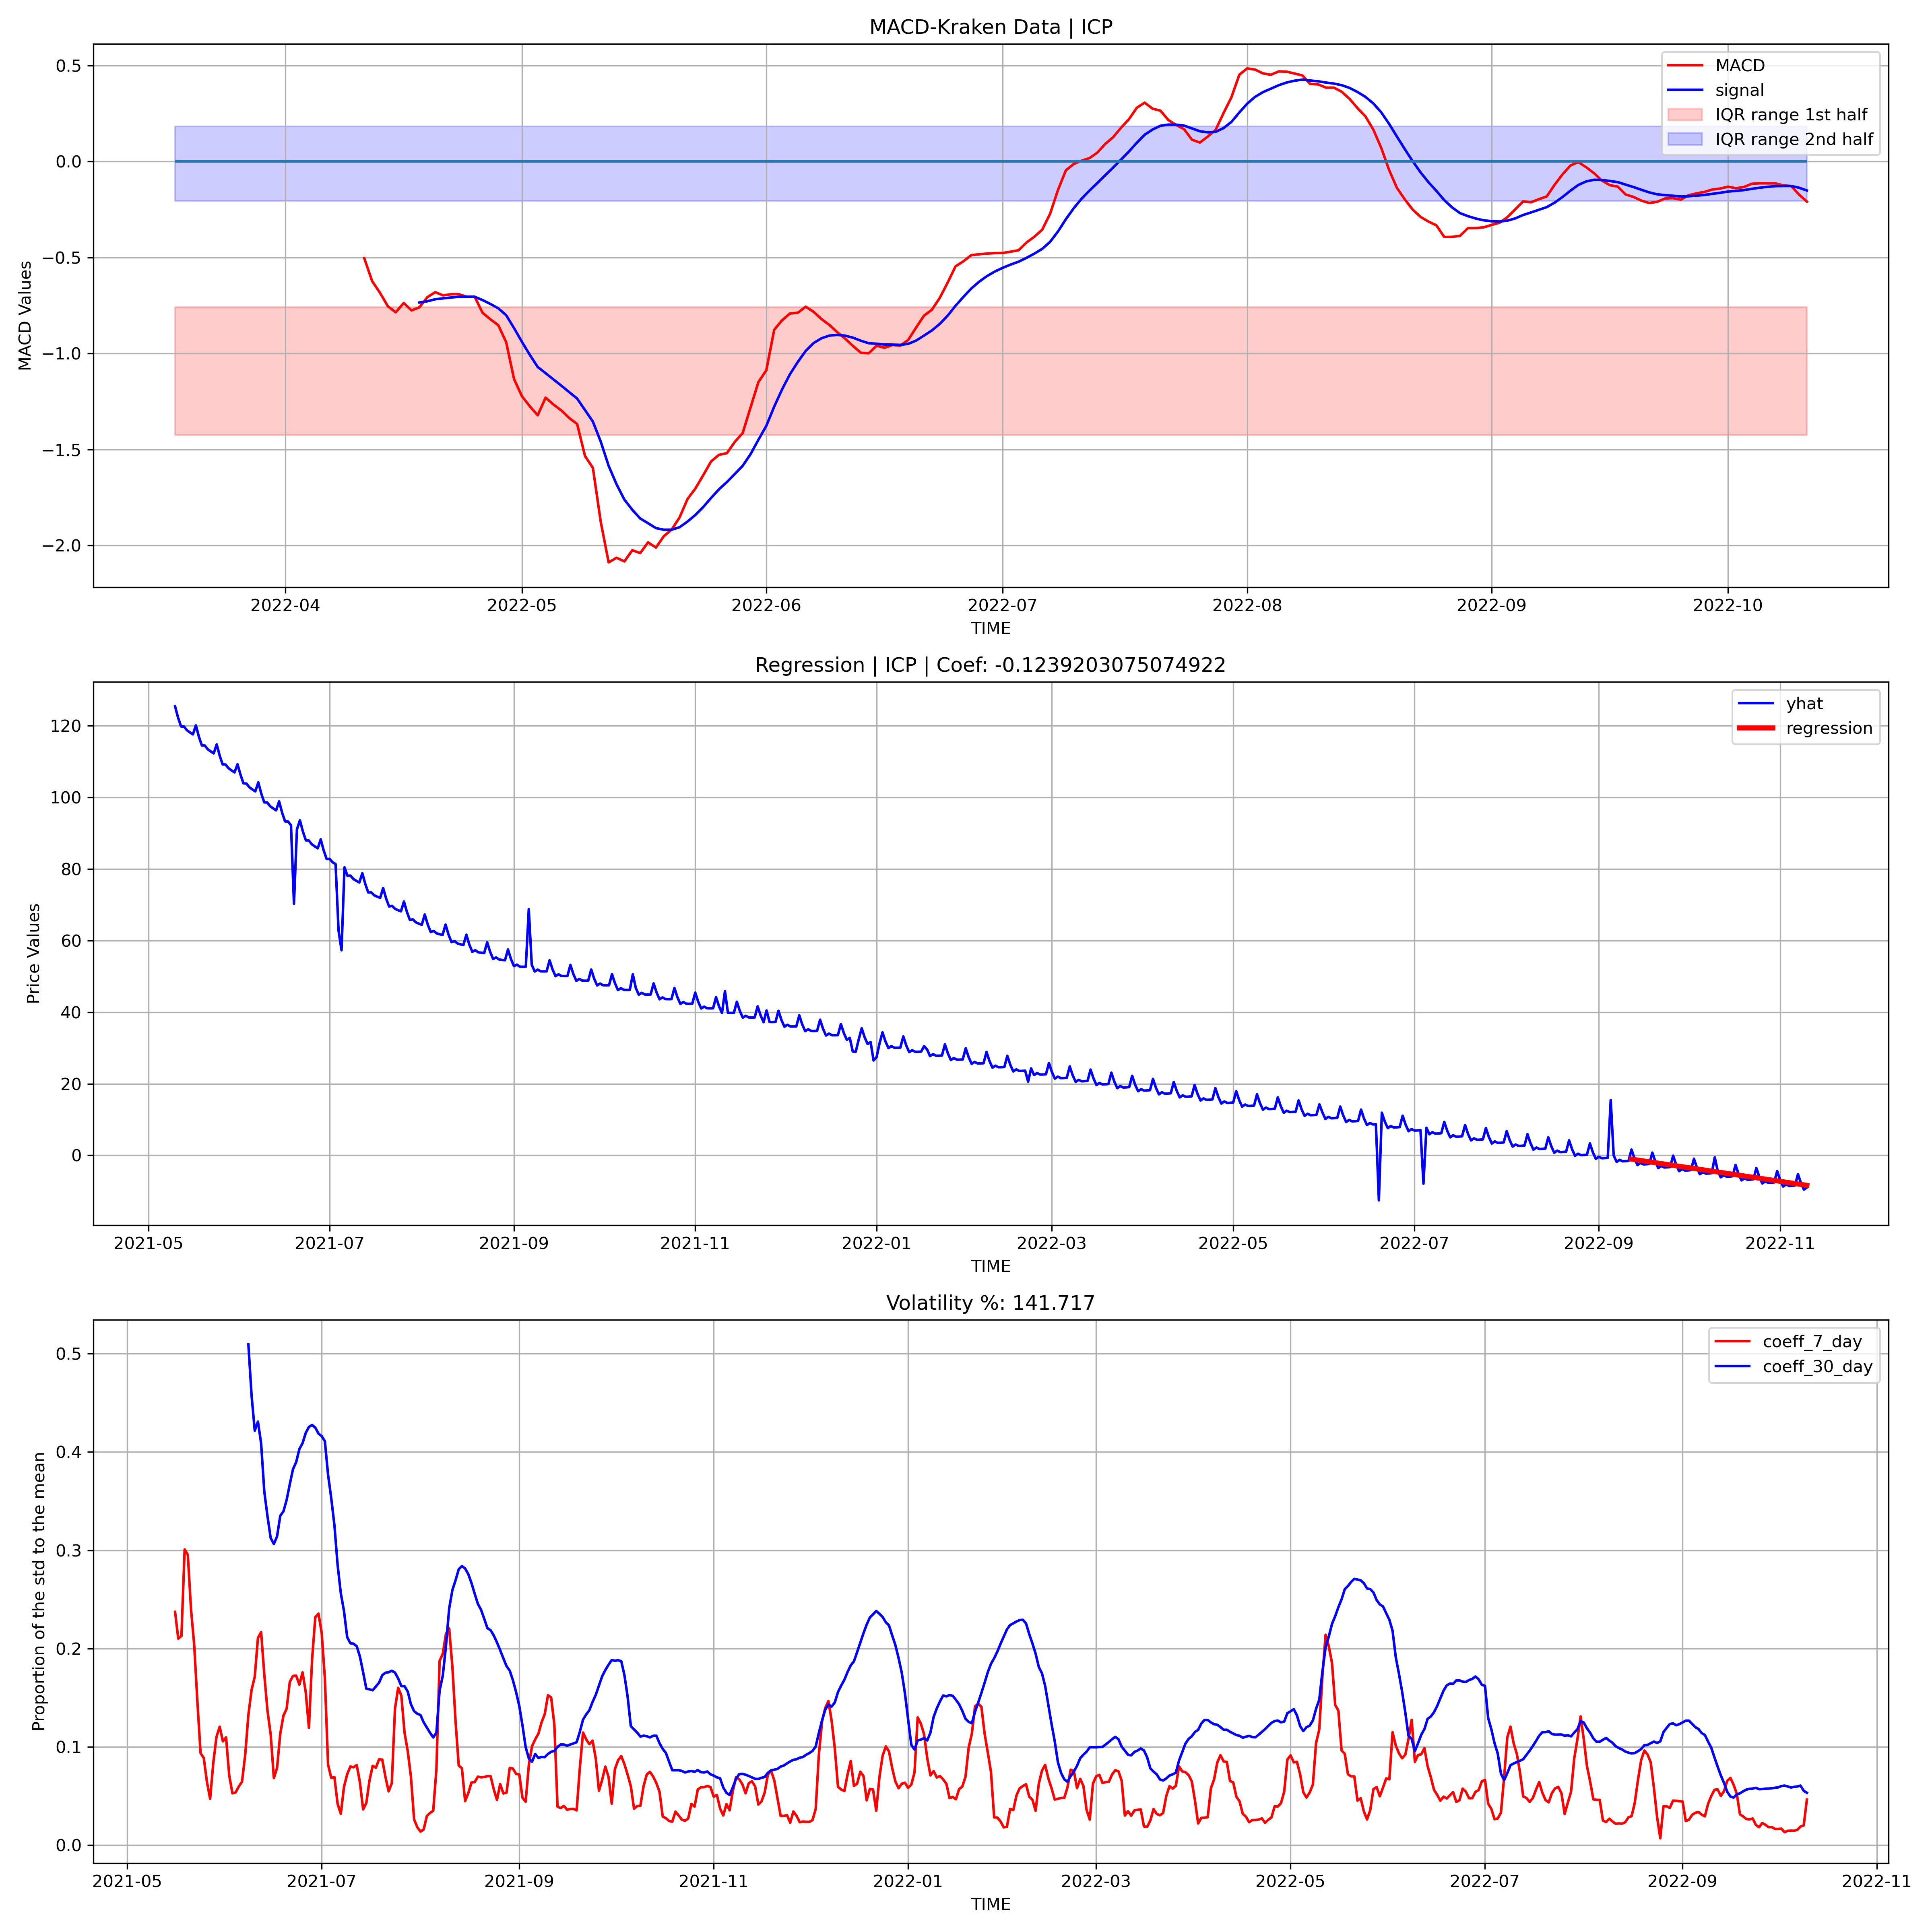 MACD-Kraken Data | ICP
MACD Values
0.5
0.0
−0.5
−1.0
−1.5
−2.0
MACD
signal
IQR range 1st half
IQR range 2nd half
2022-04 2022-05 2022-06 2022-07 2022-08 2022-09 2022-10
TIME
Regression | ICP | Coef: -0.1239203075074922
Price Values
120
100
80
60
40
20
0
yhat
regression
2021-05 2021-07 2021-09 2021-11 2022-01 2022-03 2022-05 2022-07 2022-09 2022-11
TIME
Volatility %: 141.717
Proportion of the std to the mean
0.5
0.4
0.3
0.2
0.1
0.0
coeff_7_day
coeff_30_day
2021-05 2021-07 2021-09 2021-11 2022-01 2022-03 2022-05 2022-07 2022-09 2022-11
TIME